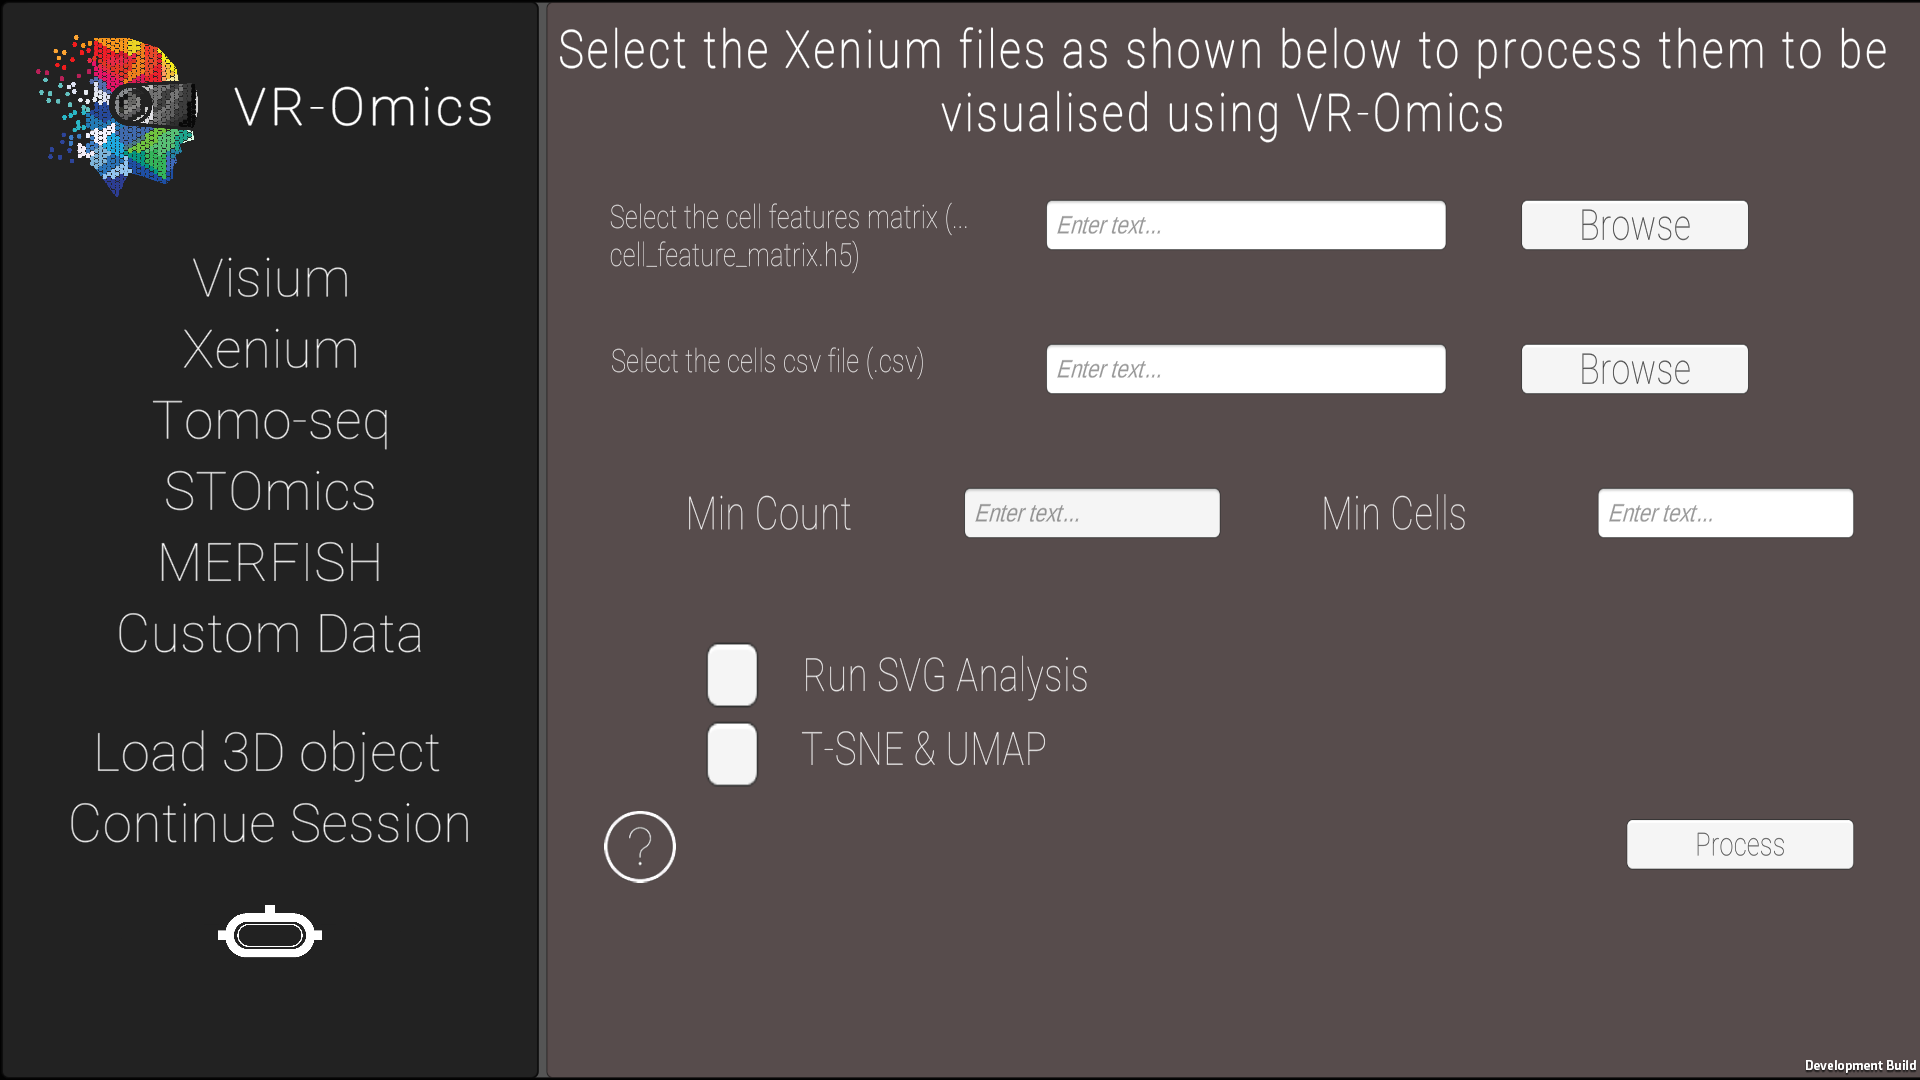 VR-Omics
Visium
Xenium
Tomo-seq
STOmics
MERFISH
Custom Data
Load 3D object
Continue Session
Select the Xenium files as shown below to process them to be
visualised using VR-Omics
Select the cell features matrix (...
cell_feature_matrix.h5)
Enter text...
Browse
Select the cells csv file (.csv)
Enter text...
Browse
Min Count
Enter text...
Min Cells
Enter text...
Run SVG Analysis
T-SNE & UMAP
?
Process
Development Build